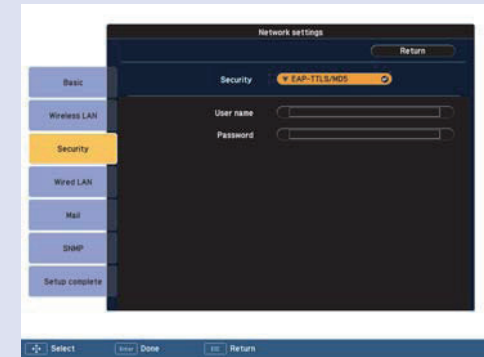 Network settings
Return
Basic
Security EAP-TTLS/MD5
Wireless LAN
User name
Password
Security
Wired LAN
Mail
SNMP
Setup complete
Select Enter Done Esc Return